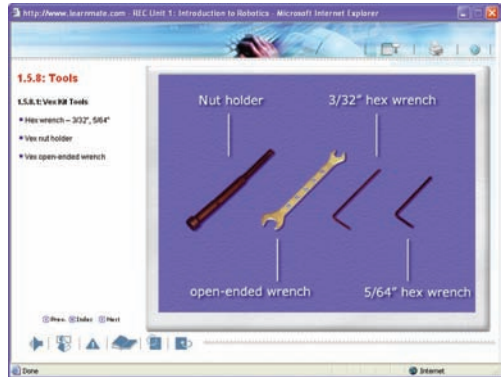 http://www.learnmate.com - REC Unit 1: Introduction to Robotics - Microsoft Internet Explorer
1.5.8: Tools
1.5.8.1: Vex Kit Tools
Hex wrench – 3/32", 5/64"
Vex nut holder
Vex open-ended wrench
Nut holder
3/32" hex wrench
open-ended wrench
5/64" hex wrench
Prev. Index Next
Done
Internet